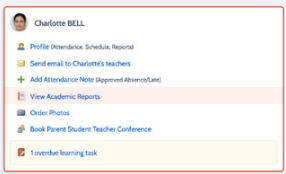 Charlotte BELL
Profile (Attendance, Schedule, Reports)
Send email to Charlotte's teachers
Add Attendance Note (Approved Absence/Late)
View Academic Reports
Order Photos
Book Parent Student Teacher Conference
1 overdue learning task